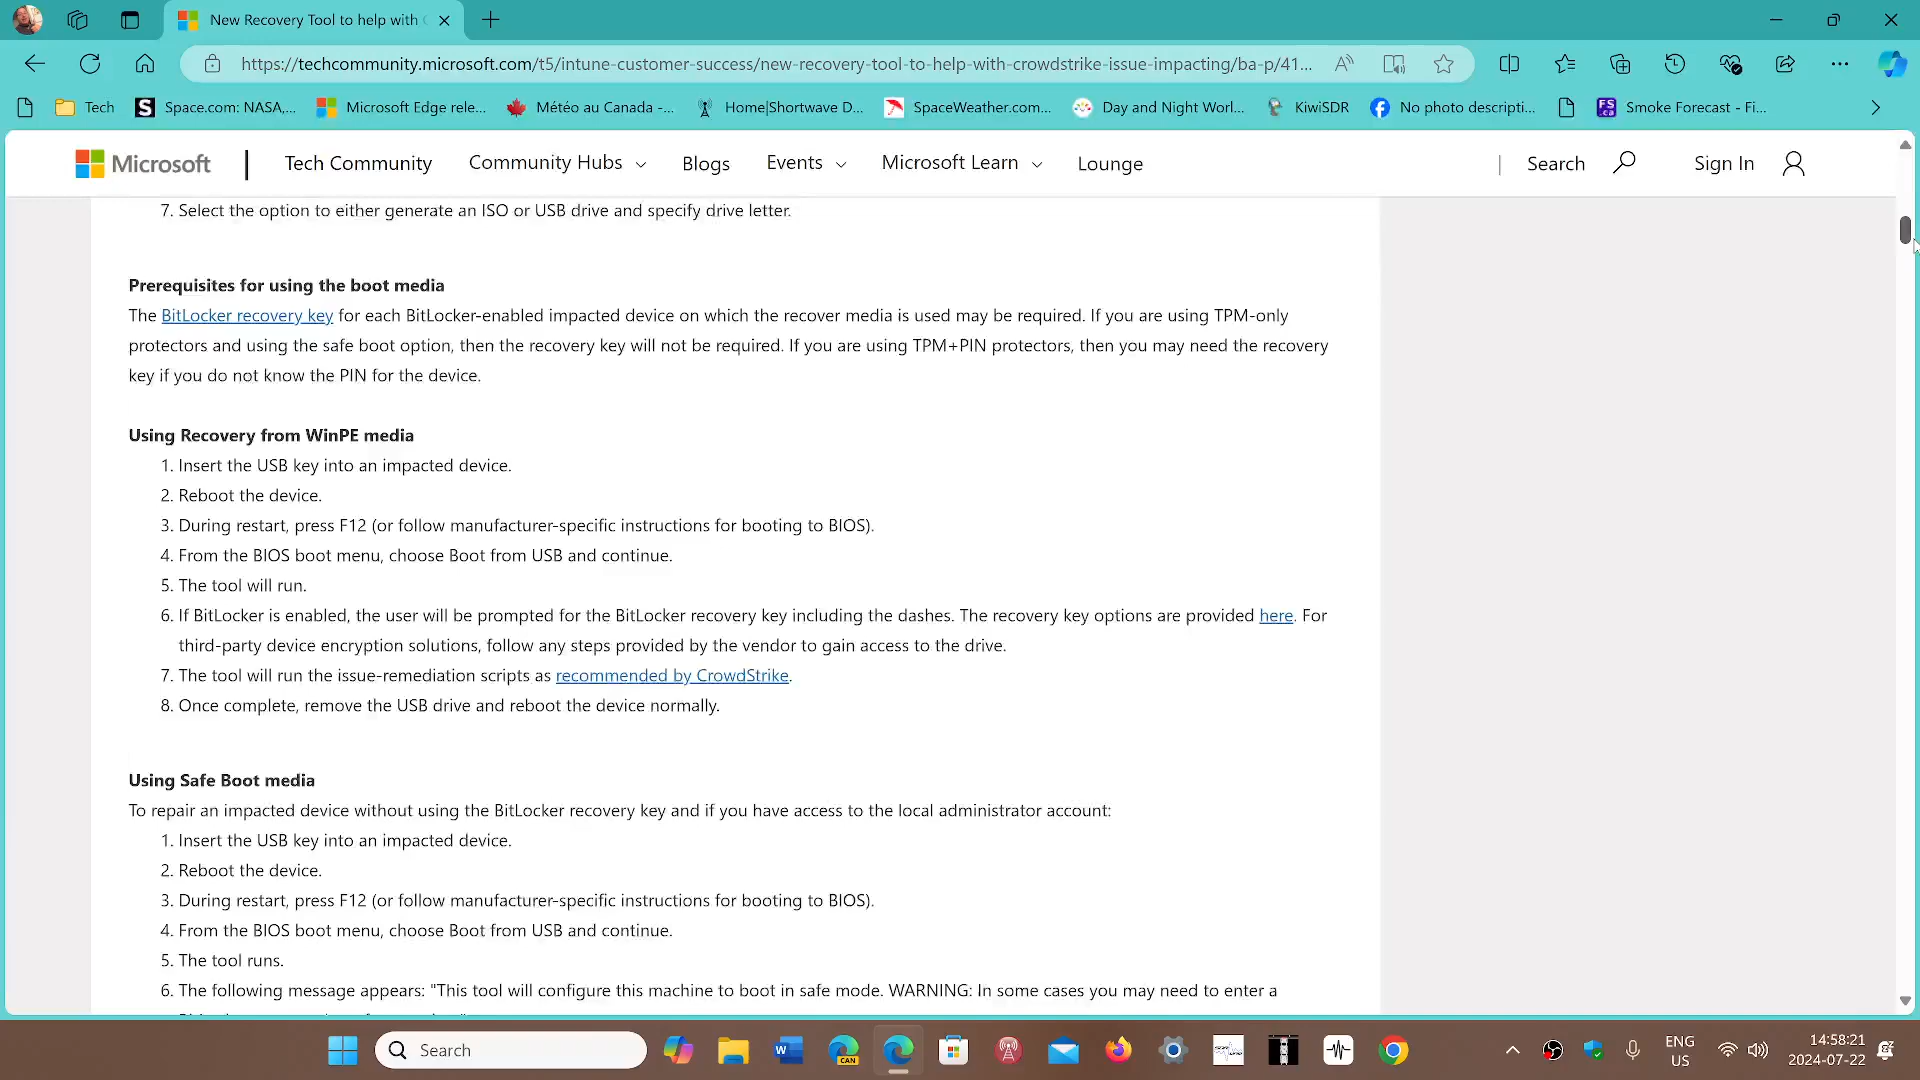 New Recovery Tool to help with C
https://techcommunity.microsoft.com/t5/intune-customer-success/new-recovery-tool-to-help-with-crowdstrike-issue-impacting/ba-p/41...
Tech
Space.com: NASA,...
Microsoft Edge rele...
Météo au Canada -...
Home|Shortwave D...
SpaceWeather.com...
Day and Night Worl...
KiwiSDR
No photo descripti...
FS.ca
Smoke Forecast - Fi...
Microsoft
Tech Community
Community Hubs
Blogs
Events
Microsoft Learn
Lounge
Search
Sign In
7. Select the option to either generate an ISO or USB drive and specify drive letter.
Prerequisites for using the boot media
The BitLocker recovery key for each BitLocker-enabled impacted device on which the recover media is used may be required. If you are using TPM-only
protectors and using the safe boot option, then the recovery key will not be required. If you are using TPM+PIN protectors, then you may need the recovery
key if you do not know the PIN for the device.
Using Recovery from WinPE media
1. Insert the USB key into an impacted device.
2. Reboot the device.
3. During restart, press F12 (or follow manufacturer-specific instructions for booting to BIOS).
4. From the BIOS boot menu, choose Boot from USB and continue.
5. The tool will run.
6. If BitLocker is enabled, the user will be prompted for the BitLocker recovery key including the dashes. The recovery key options are provided here. For
third-party device encryption solutions, follow any steps provided by the vendor to gain access to the drive.
7. The tool will run the issue-remediation scripts as recommended by CrowdStrike.
8. Once complete, remove the USB drive and reboot the device normally.
Using Safe Boot media
To repair an impacted device without using the BitLocker recovery key and if you have access to the local administrator account:
1. Insert the USB key into an impacted device.
2. Reboot the device.
3. During restart, press F12 (or follow manufacturer-specific instructions for booting to BIOS).
4. From the BIOS boot menu, choose Boot from USB and continue.
5. The tool runs.
6. The following message appears: "This tool will configure this machine to boot in safe mode. WARNING: In some cases you may need to enter a
Search
CAN
ENG
US
14:58:21
2024-07-22